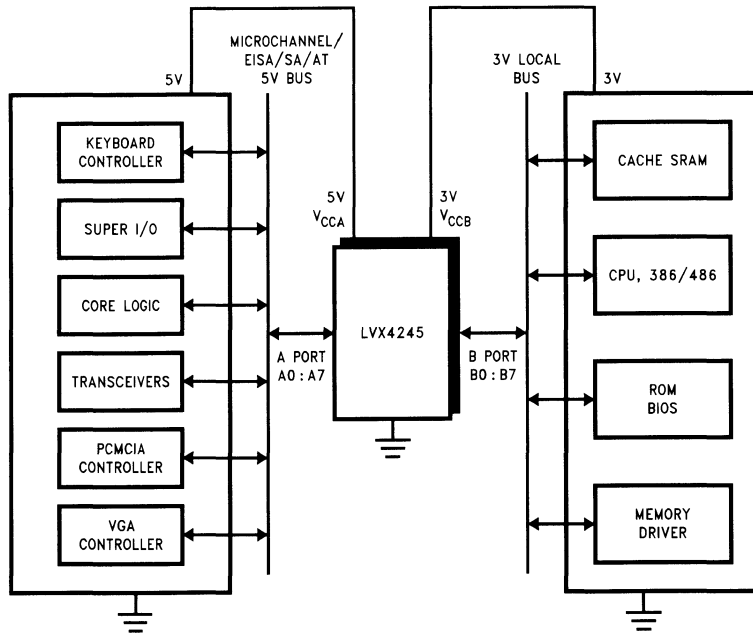 5V
MICROCHANNEL/
EISA/SA/AT
5V BUS
3V LOCAL
BUS
3V
KEYBOARD
CONTROLLER
SUPER I/O
CORE LOGIC
TRANSCEIVERS
PCMCIA
CONTROLLER
VGA
CONTROLLER
5V
VCCA
3V
VCCB
LVX4245
A PORT
A0:A7
B PORT
B0:B7
CACHE SRAM
CPU, 386/486
ROM
BIOS
MEMORY
DRIVER